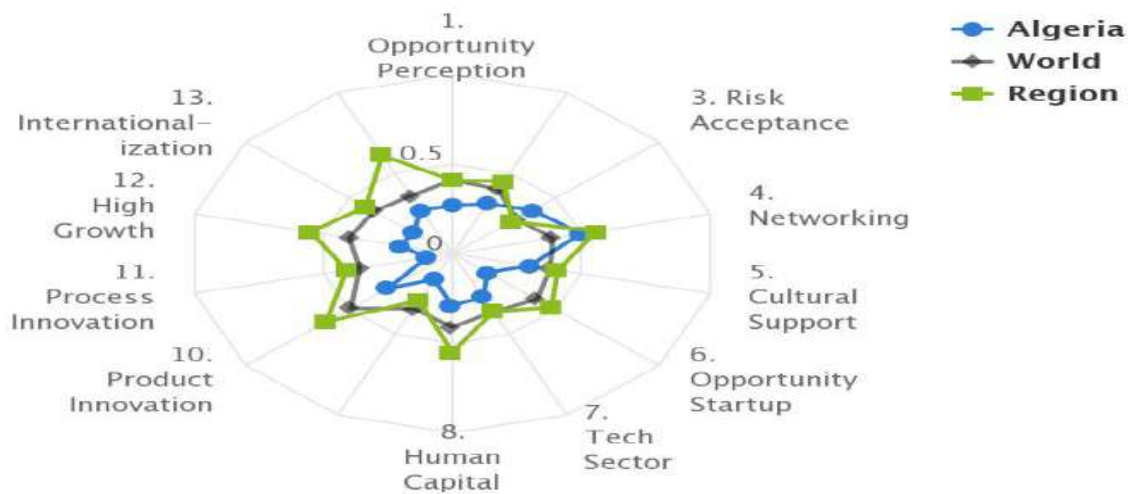 1.
Opportunity
Perception
3. Risk
Acceptance
4.
Networking
5.
Cultural
Support
6.
Opportunity
Startup
7.
Tech
Sector
8.
Human
Capital
10.
Product
Innovation
11.
Process
Innovation
12.
High
Growth
13.
International-
ization
0.5
0
Algeria
World
Region